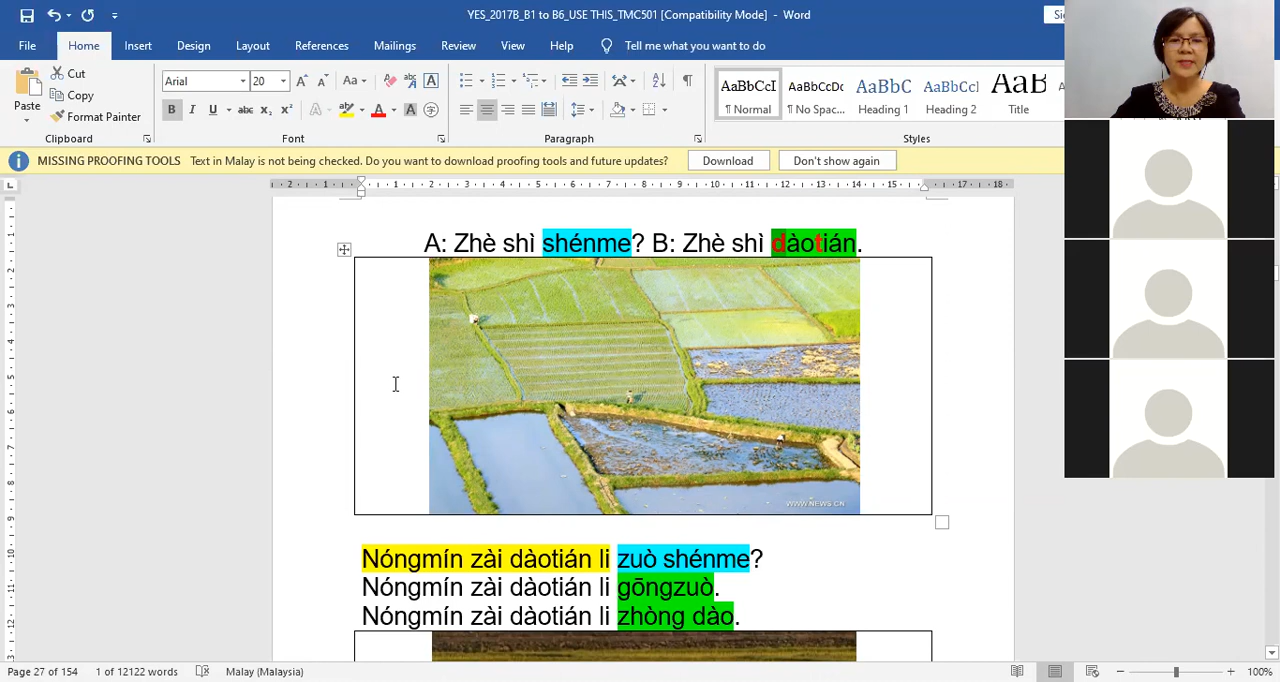 YES_2017B_B1 to B6_USE THIS_TMC501 [Compatibility Mode] - Word
File Home Insert Design Layout References Mailings Review View Help Tell me what you want to do
Cut
Copy
Format Painter
Paste
Clipboard
Arial 20
Font
Paragraph
AaBbCcI
¶ Normal
AaBbCcDc
¶ No Spac...
AaBbC
Heading 1
AaBbCcl
Heading 2
AaB
Title
Styles
MISSING PROOFING TOOLS Text in Malay is not being checked. Do you want to download proofing tools and future updates? Download Don't show again
A: Zhè shì shénme? B: Zhè shì dàotián.
WWW.NEWS.CN
Nóngmín zài dàotián li zuò shénme?
Nóngmín zài dàotián li gōngzuò.
Nóngmín zài dàotián li zhòng dào.
Page 27 of 154 1 of 12122 words Malay (Malaysia) 100%